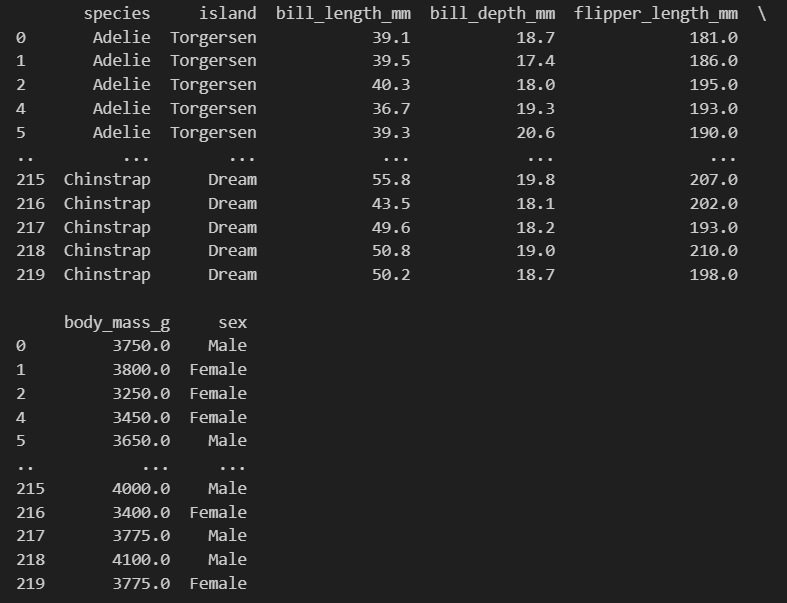 species island bill_length_mm bill_depth_mm flipper_length_mm \
0 Adelie Torgersen 39.1 18.7 181.0
1 Adelie Torgersen 39.5 17.4 186.0
2 Adelie Torgersen 40.3 18.0 195.0
4 Adelie Torgersen 36.7 19.3 193.0
5 Adelie Torgersen 39.3 20.6 190.0
.. ... ... ... ... ...
215 Chinstrap Dream 55.8 19.8 207.0
216 Chinstrap Dream 43.5 18.1 202.0
217 Chinstrap Dream 49.6 18.2 193.0
218 Chinstrap Dream 50.8 19.0 210.0
219 Chinstrap Dream 50.2 18.7 198.0
body_mass_g sex
0 3750.0 Male
1 3800.0 Female
2 3250.0 Female
4 3450.0 Female
5 3650.0 Male
.. ... ...
215 4000.0 Male
216 3400.0 Female
217 3775.0 Male
218 4100.0 Male
219 3775.0 Female